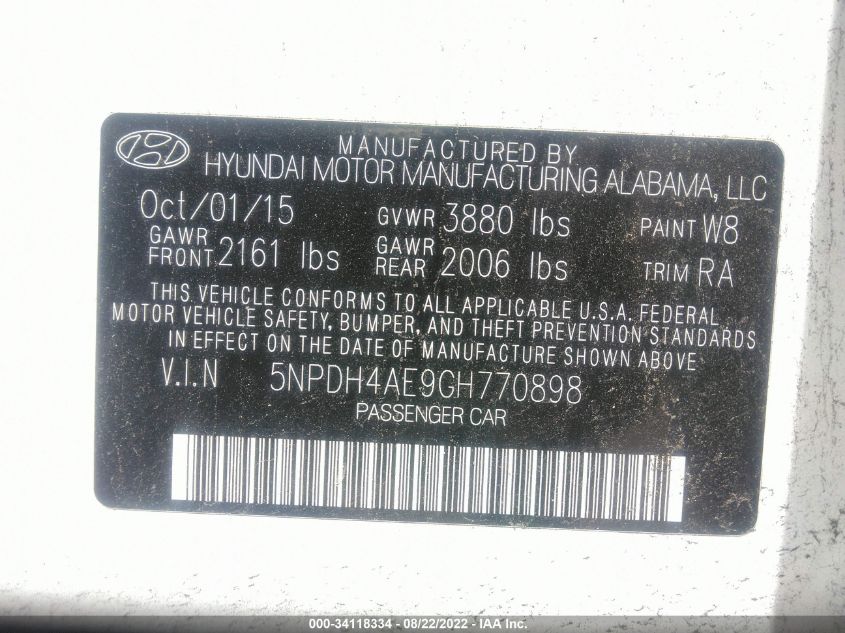 MANUFACTURED BY
HYUNDAI MOTOR MANUFACTURING ALABAMA, LLC
Oct/01/15 GVWR 3880 lbs PAINT W8
GAWR FRONT 2161 lbs GAWR REAR 2006 lbs TRIM RA
THIS VEHICLE CONFORMS TO ALL APPLICABLE U.S.A. FEDERAL
MOTOR VEHICLE SAFETY, BUMPER, AND THEFT PREVENTION STANDARDS
IN EFFECT ON THE DATE OF MANUFACTURE SHOWN ABOVE
V.I.N 5NPDH4AE9GH770898
PASSENGER CAR
000-34118334 - 08/22/2022 - IAA Inc.